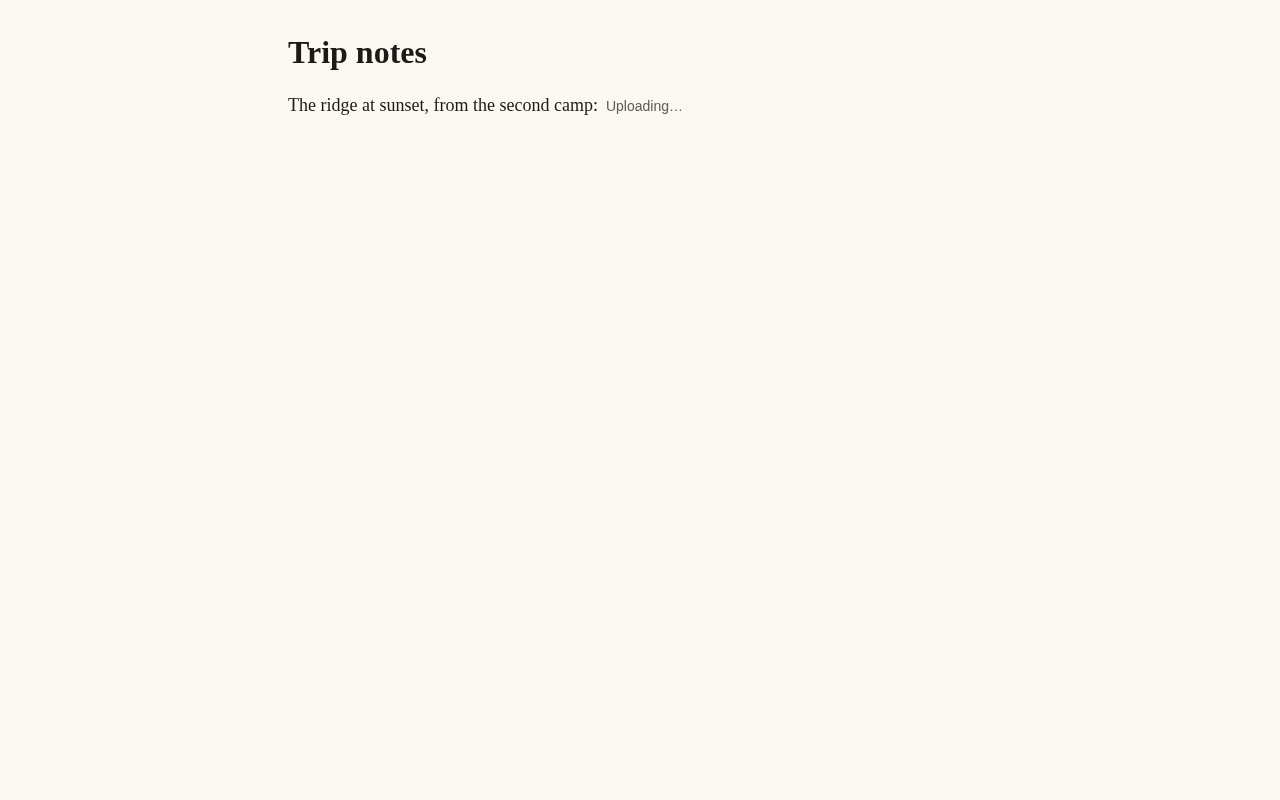 Trip notes
The ridge at sunset, from the second camp: Uploading…